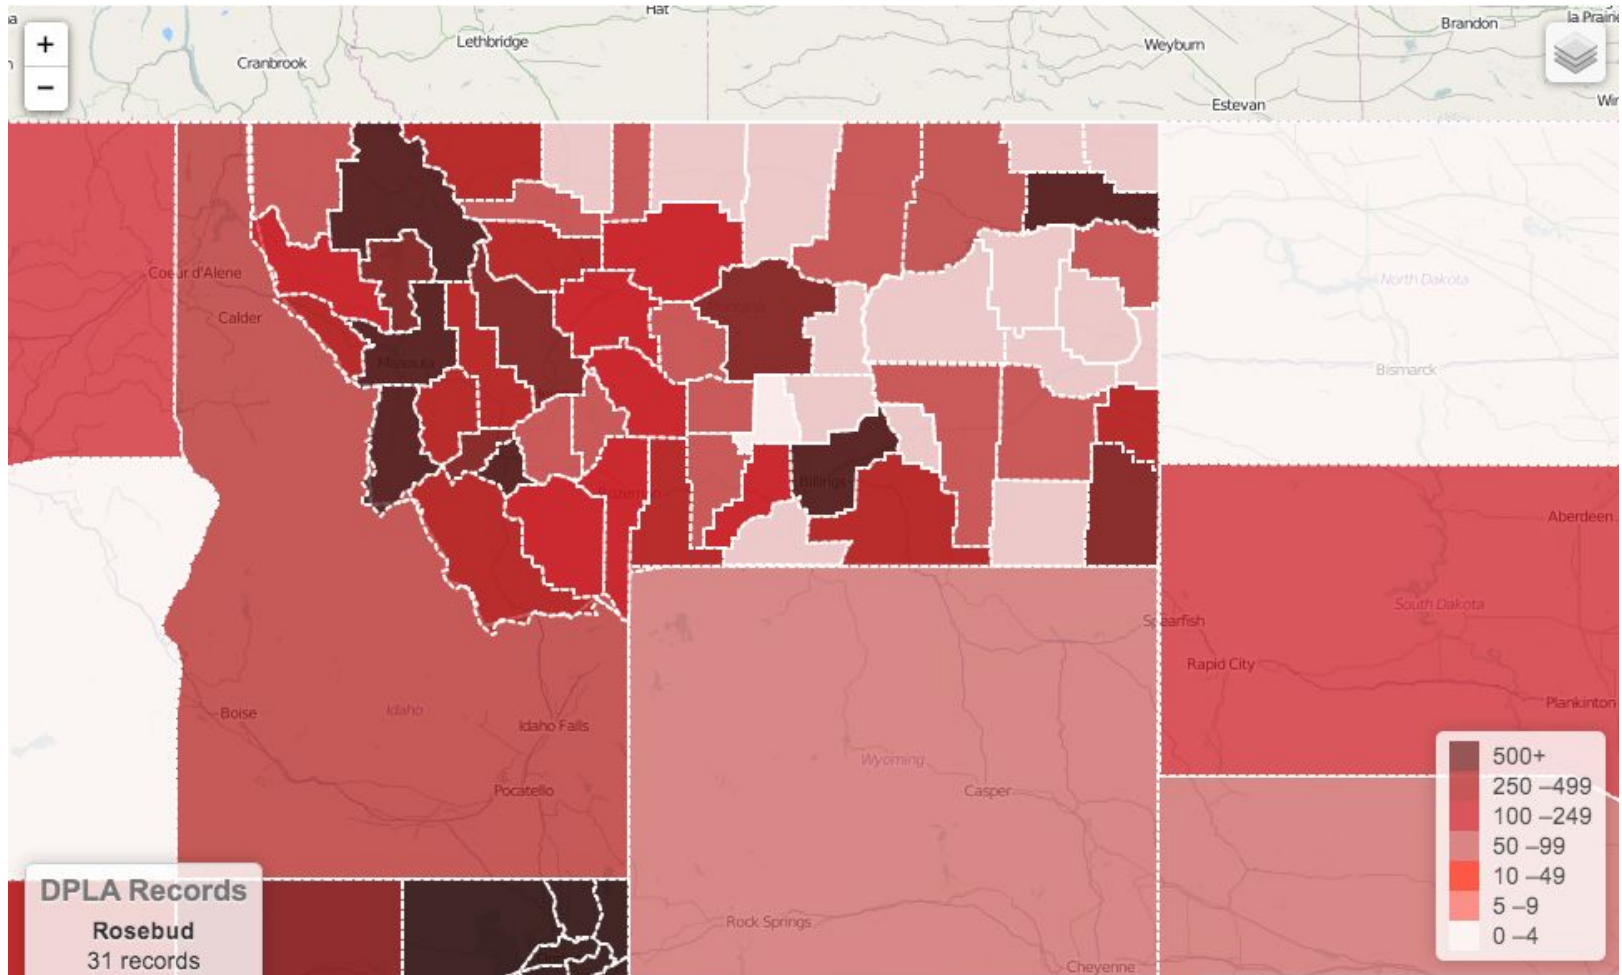 Hat
la Prairie
Brandon
+
Lethbridge
Weyburn
Cranbrook
−
Estevan
Coeur d'Alene
North Dakota
Calder
Montana
Missoula
Bismarck
Billings
Bozeman
Aberdeen
South Dakota
Spearfish
Rapid City
Plankinton
Boise
Idaho
Idaho Falls
Wyoming
Pocatello
Casper
500+
250 –499
100 –249
50 –99
10 –49
5 –9
0 –4
DPLA Records
Rosebud
31 records
Rock Springs
Cheyenne